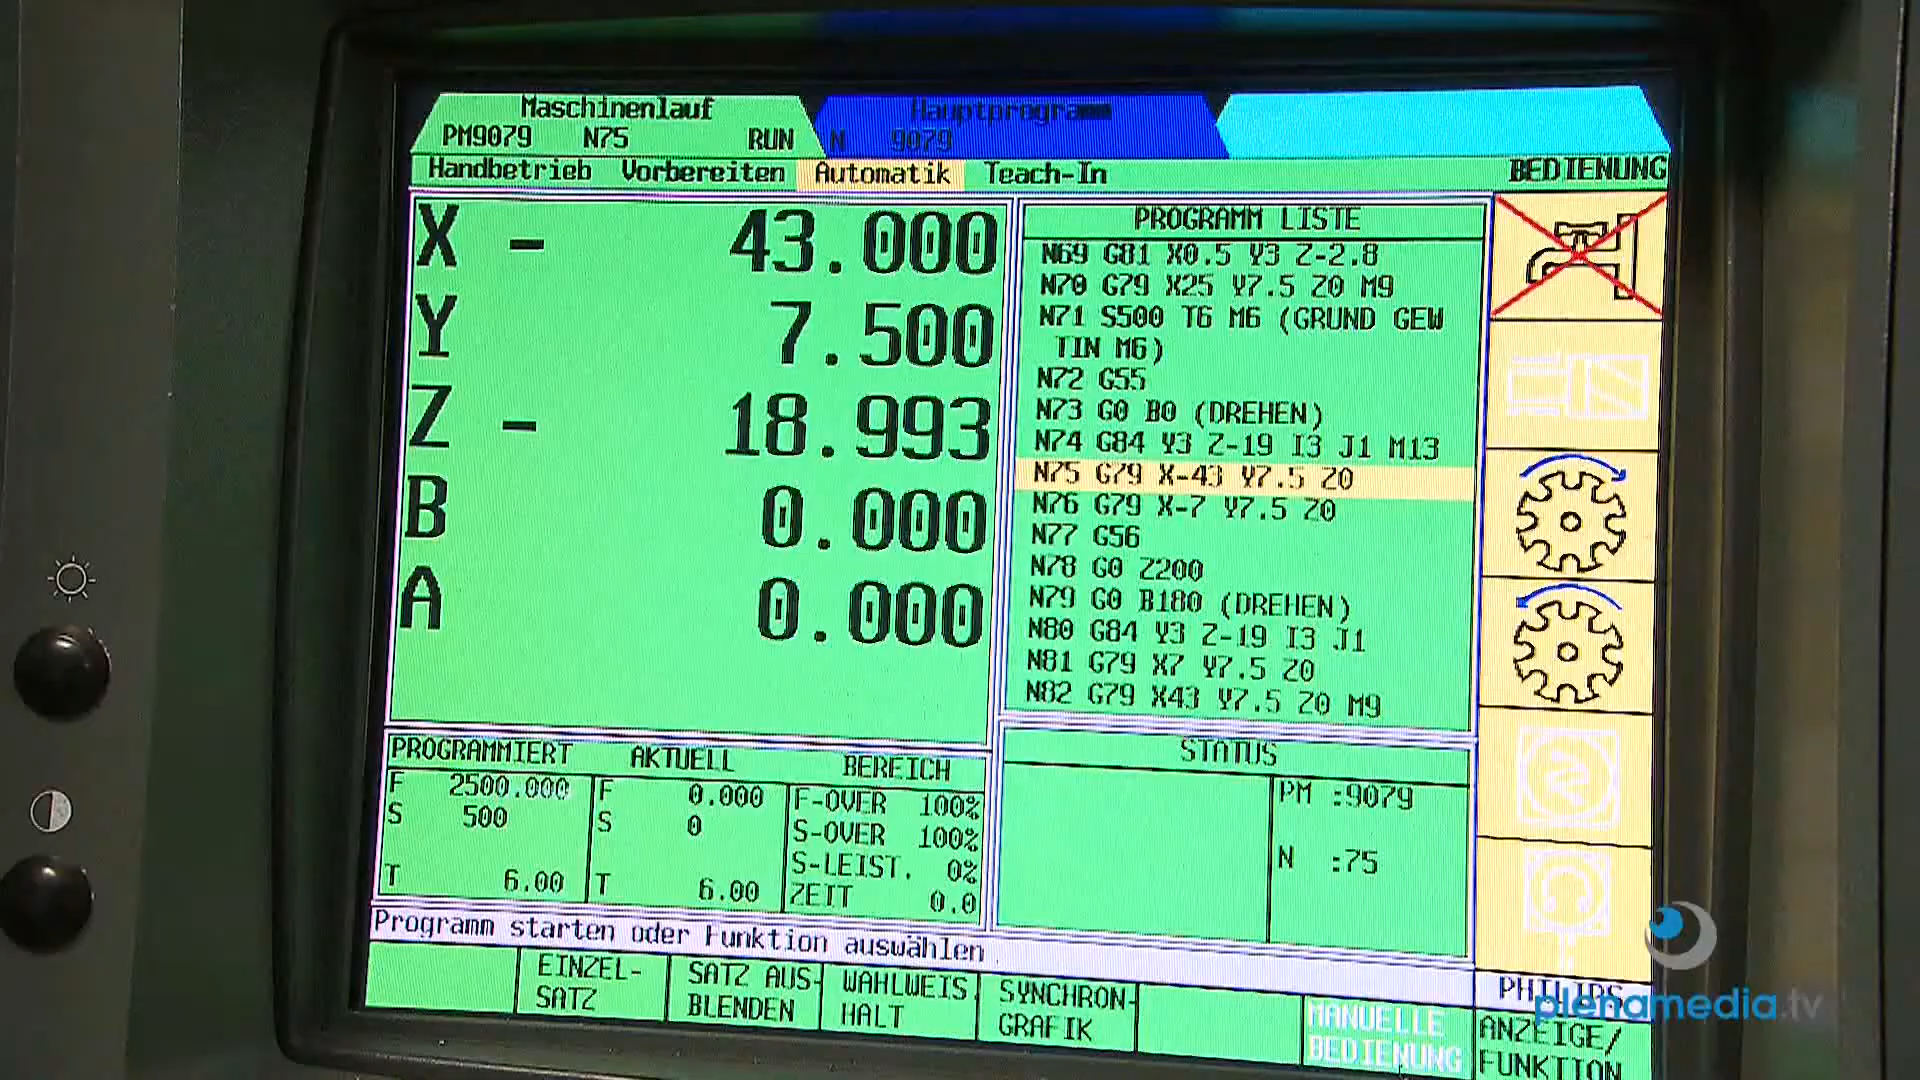 Maschinenlauf
PM9079 N75 RUN
Hauptprogramm
N 9079
Handbetrieb Vorbereiten Automatik Teach-In BEDIENUNG
X - 43.000
Y 7.500
Z - 18.993
B 0.000
A 0.000
PROGRAMM LISTE
N69 G81 X0.5 Y3 Z-2.8
N70 G79 X25 Y7.5 Z0 M9
N71 S500 T6 M6 (GRUND GEW
TIN M6)
N72 G55
N73 G0 B0 (DREHEN)
N74 G84 Y3 Z-19 I3 J1 M13
N75 G79 X-43 Y7.5 Z0
N76 G79 X-7 Y7.5 Z0
N77 G56
N78 G0 Z200
N79 G0 B180 (DREHEN)
N80 G84 Y3 Z-19 I3 J1
N81 G79 X7 Y7.5 Z0
N82 G79 X43 Y7.5 Z0 M9
PROGRAMMIERT AKTUELL BEREICH
F 2500.000 F 0.000 F-OVER 100%
S 500 S 0 S-OVER 100%
S-LEIST. 0%
T 6.00 T 6.00 ZEIT 0.0
STATUS
PM :9079
N :75
Programm starten oder Funktion auswählen
PHILIPS
EINZEL-
SATZ
SATZ AUS-
BLENDEN
WAHLWEIS.
HALT
SYNCHRON-
GRAFIK
MANUELLE
BEDIENUNG
ANZEIGE/
FUNKTION
plenamedia.tv